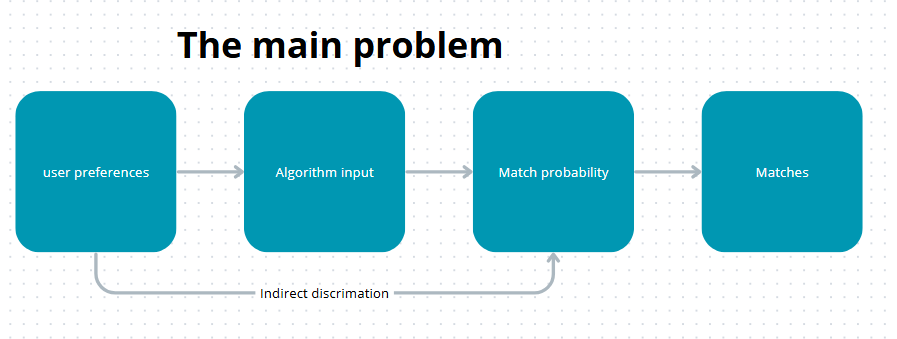 The main problem
user preferences
Algorithm input
Match probability
Matches
Indirect discrimation